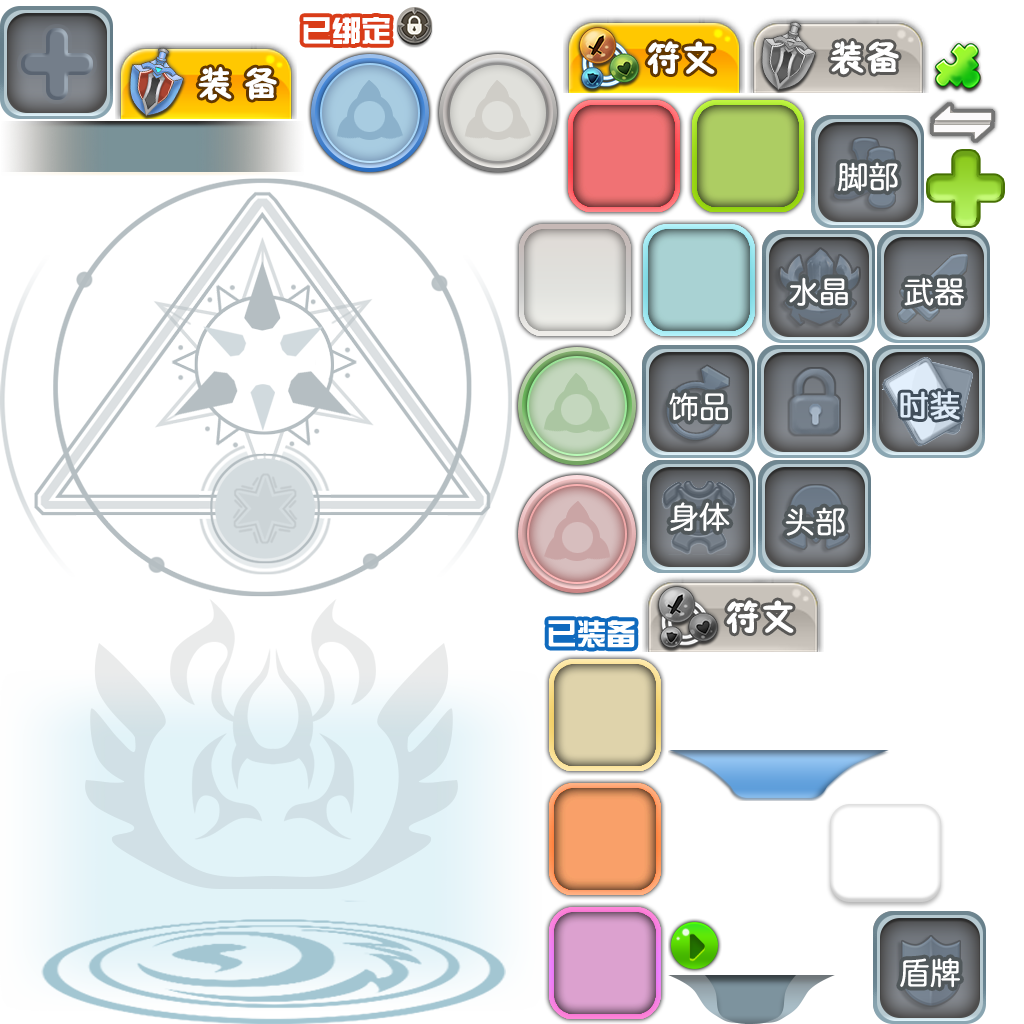 已绑定
装备
符文
装备
脚部
水晶
武器
饰品
时装
身体
头部
已装备
符文
盾牌